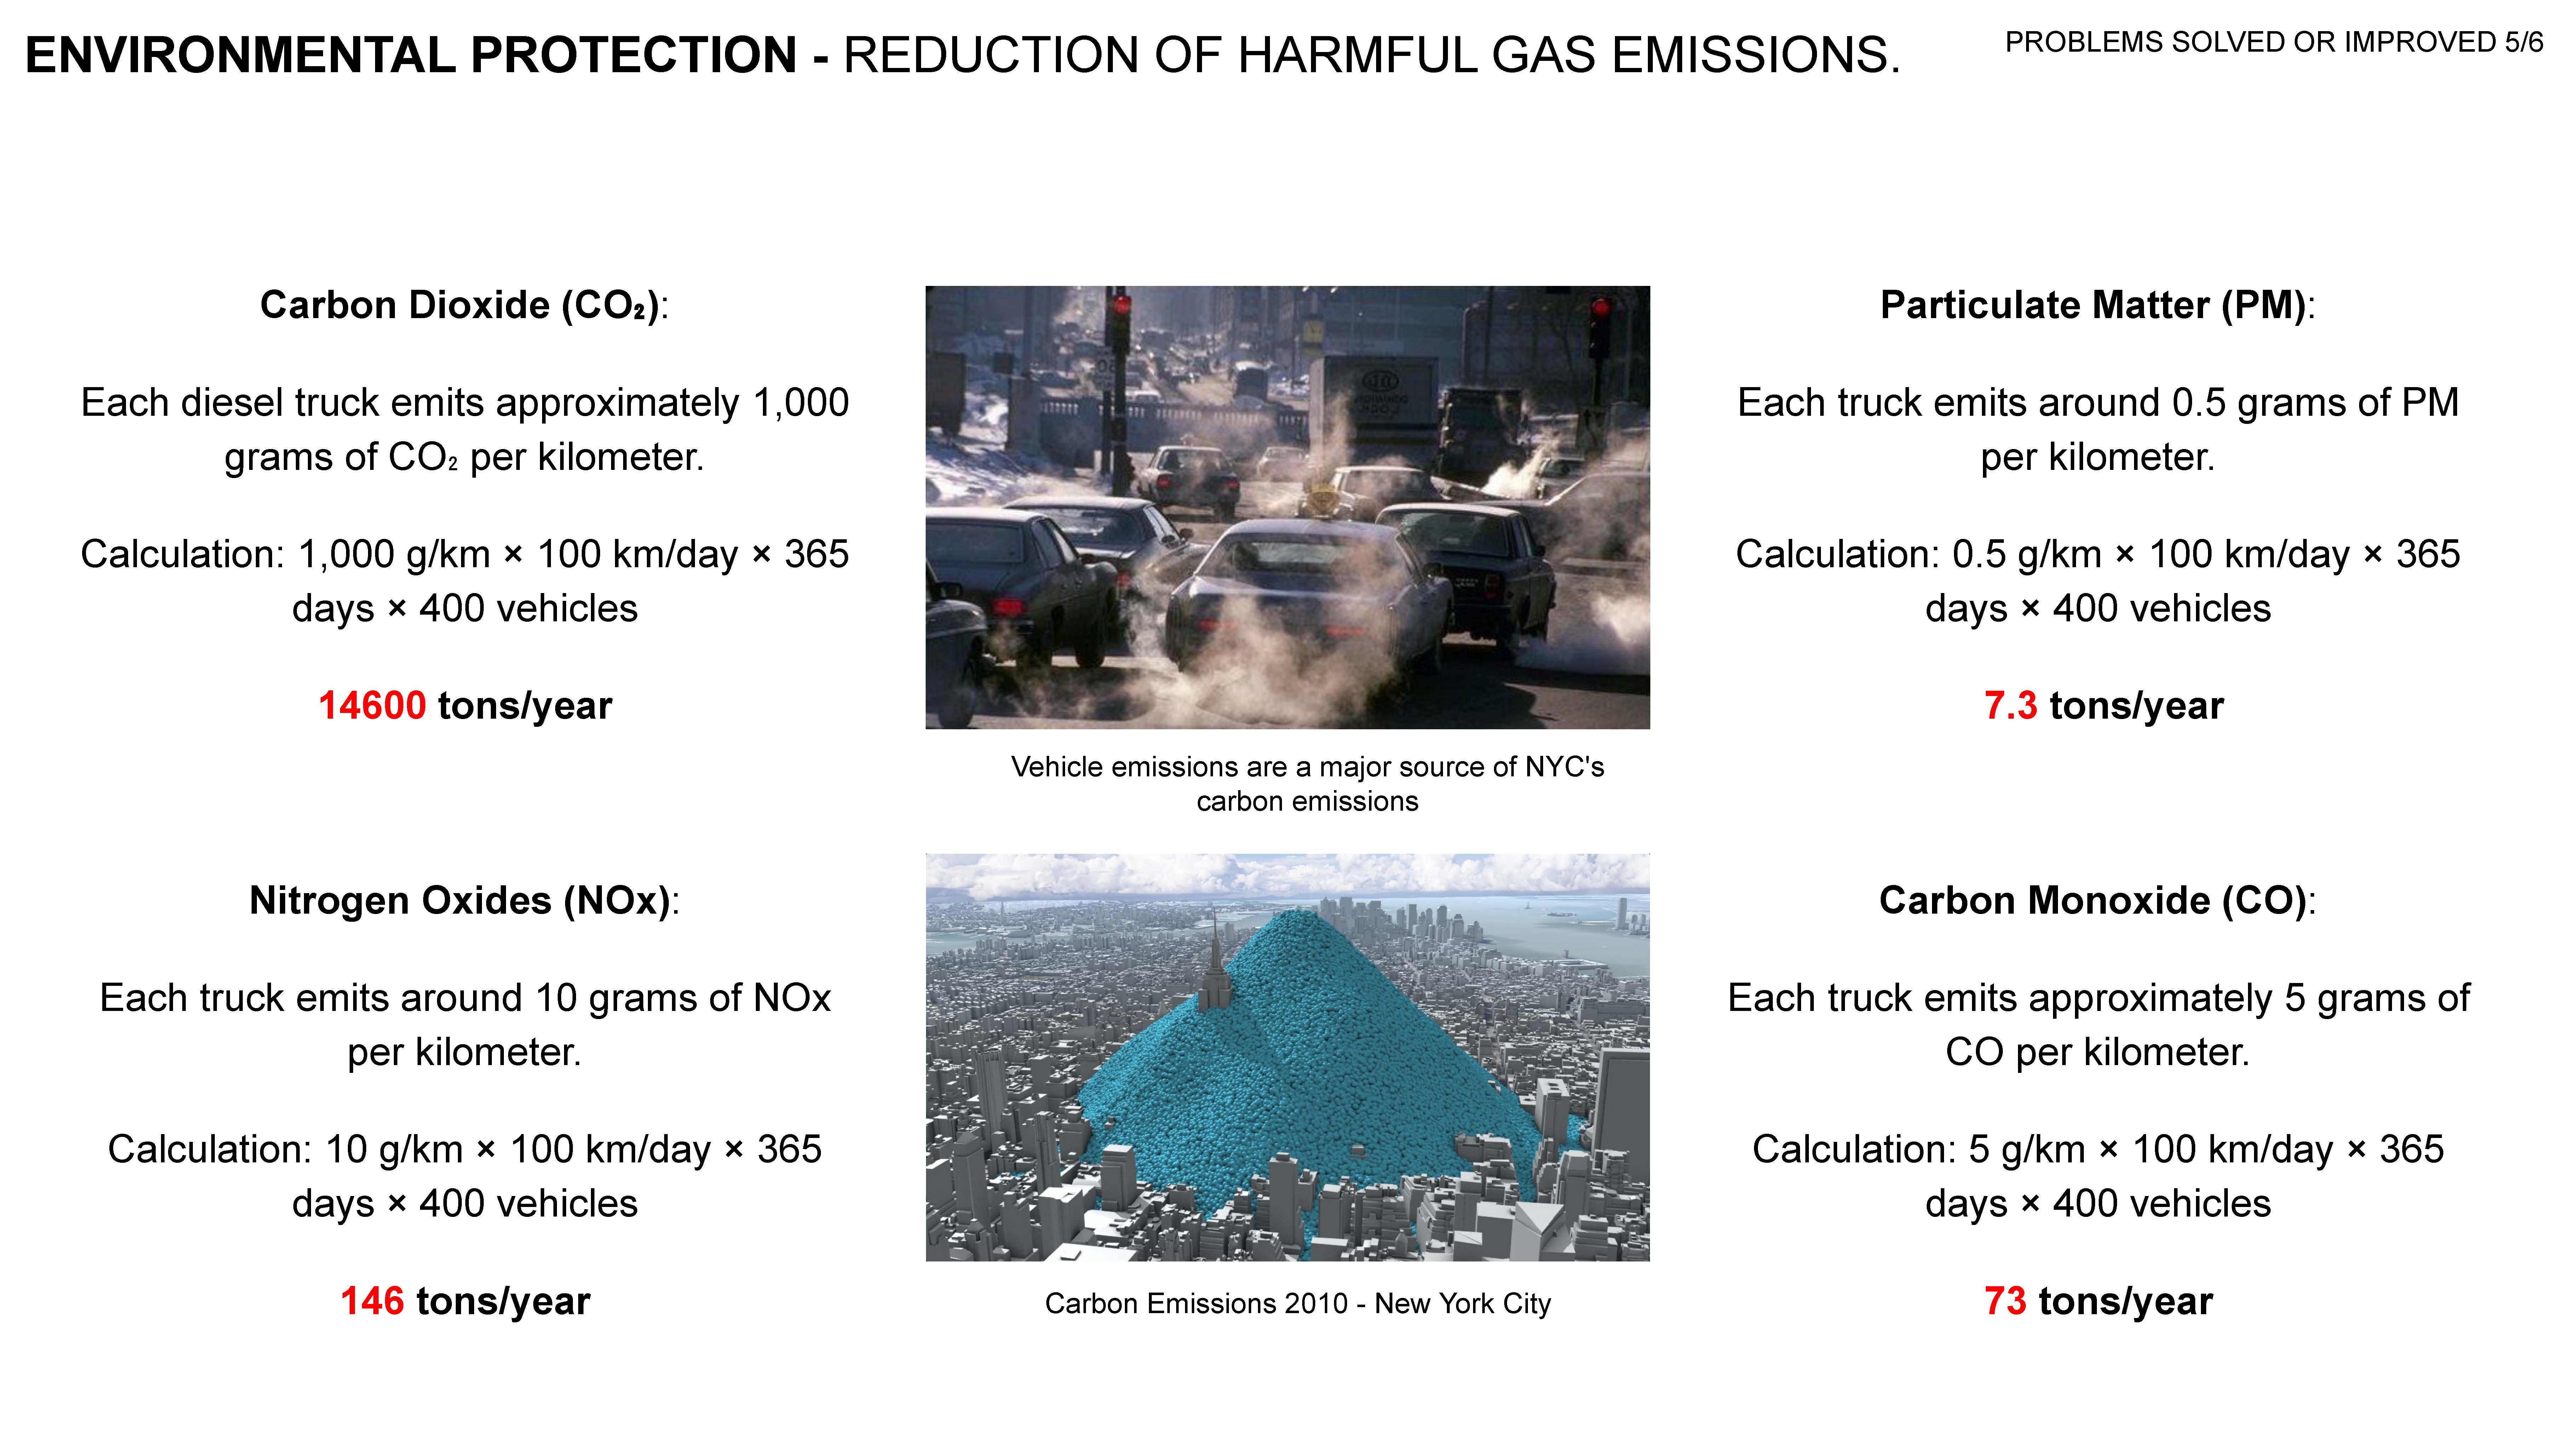 ENVIRONMENTAL PROTECTION - REDUCTION OF HARMFUL GAS EMISSIONS.
PROBLEMS SOLVED OR IMPROVED 5/6
Carbon Dioxide (CO₂):
Each diesel truck emits approximately 1,000
grams of CO₂ per kilometer.
Calculation: 1,000 g/km × 100 km/day × 365
days × 400 vehicles
14600 tons/year
Nitrogen Oxides (NOx):
Each truck emits around 10 grams of NOx
per kilometer.
Calculation: 10 g/km × 100 km/day × 365
days × 400 vehicles
146 tons/year
Vehicle emissions are a major source of NYC's
carbon emissions
Carbon Emissions 2010 - New York City
Particulate Matter (PM):
Each truck emits around 0.5 grams of PM
per kilometer.
Calculation: 0.5 g/km × 100 km/day × 365
days × 400 vehicles
7.3 tons/year
Carbon Monoxide (CO):
Each truck emits approximately 5 grams of
CO per kilometer.
Calculation: 5 g/km × 100 km/day × 365
days × 400 vehicles
73 tons/year